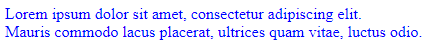 Lorem ipsum dolor sit amet, consectetur adipiscing elit.
Mauris commodo lacus placerat, ultrices quam vitae, luctus odio.